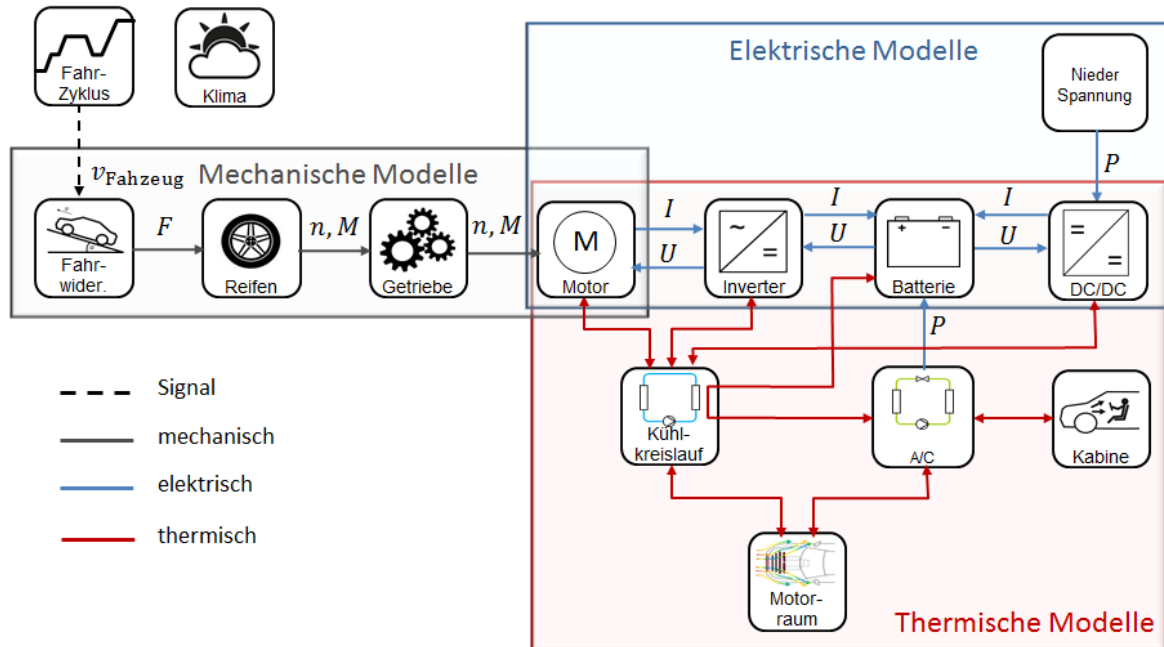 Fahr-
Zyklus
Klima
Elektrische Modelle
Nieder
Spannung
P
v_Fahzeug
Mechanische Modelle
F
n, M
n, M
I
U
I
U
I
U
Fahr-
wider.
Reifen
Getriebe
M
Motor
~
=
Inverter
+ -
Batterie
=
=
DC/DC
P
Signal
mechanisch
elektrisch
thermisch
Kühl-
kreislauf
A/C
Kabine
Motor-
raum
Thermische Modelle